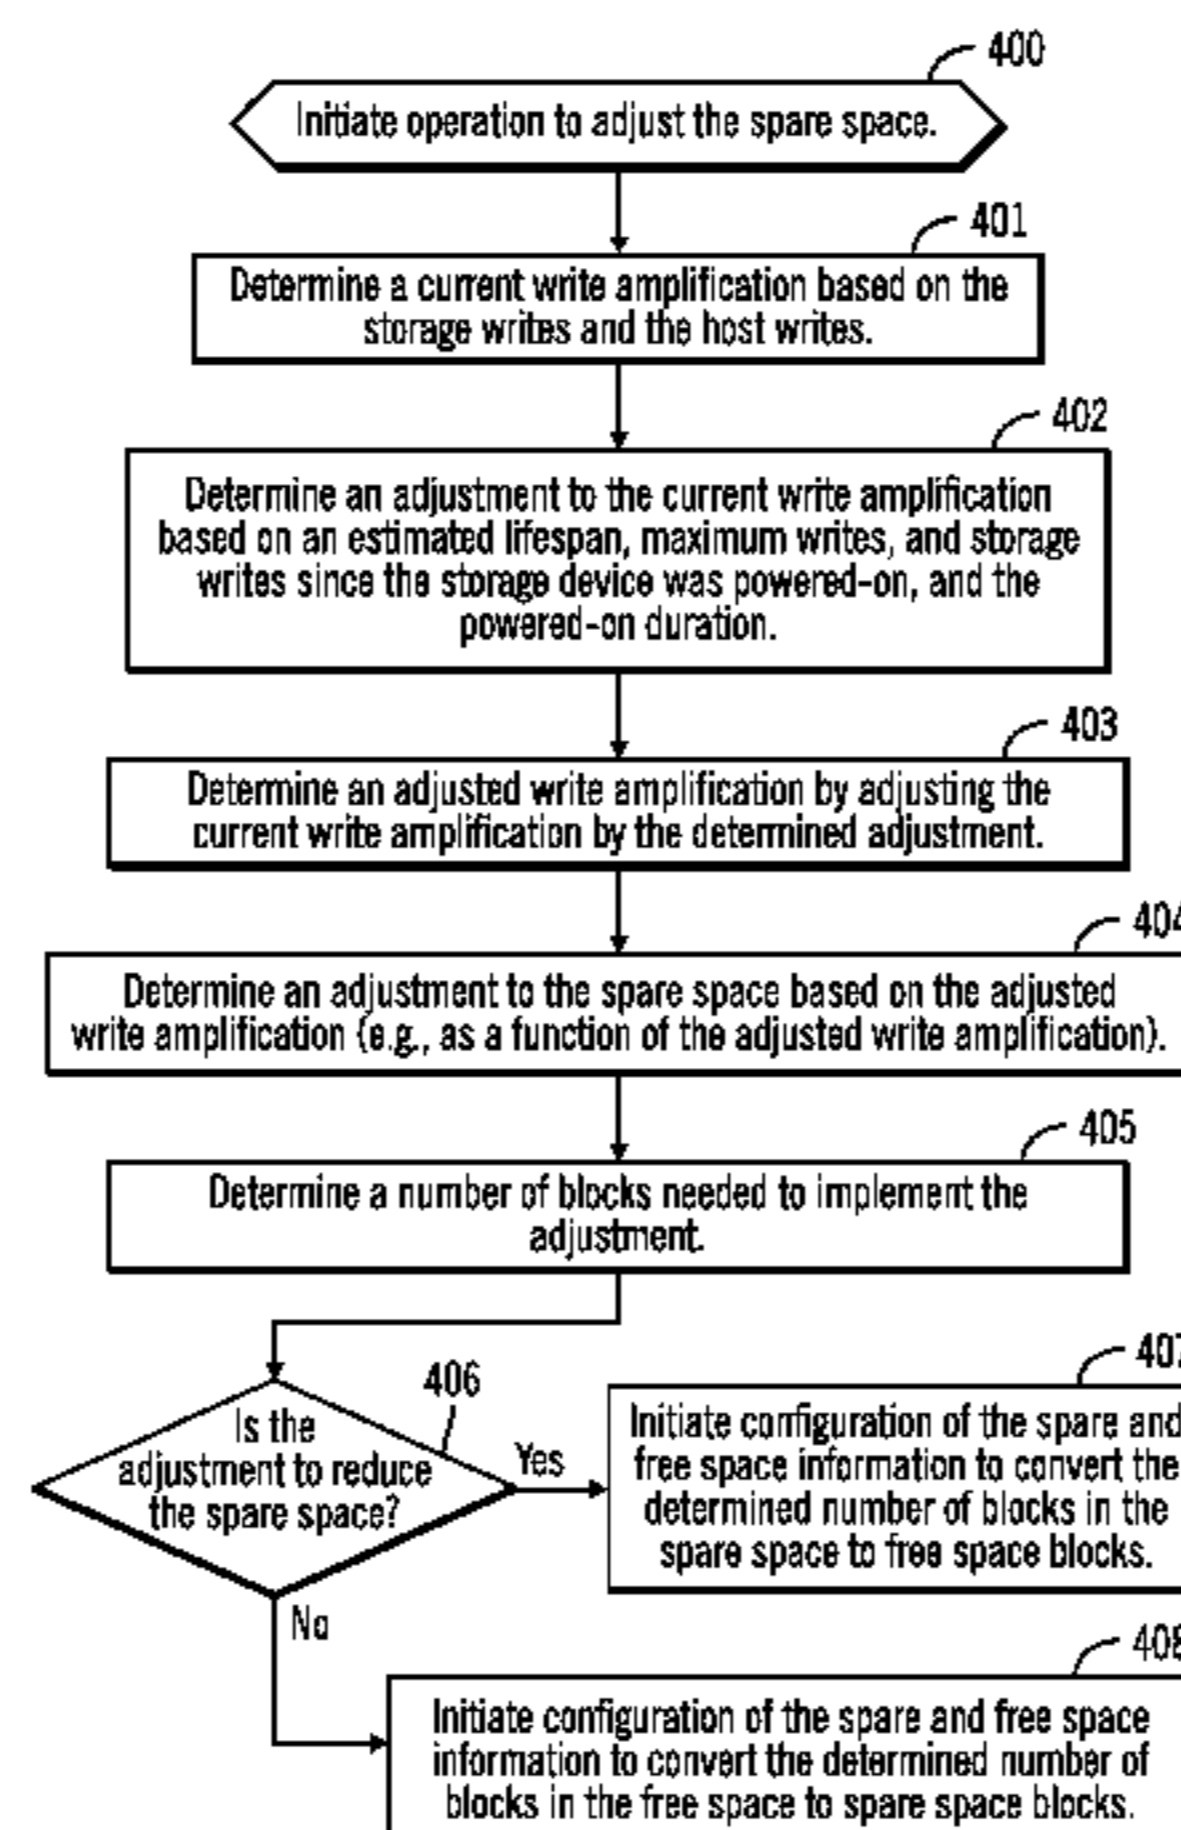 400
Initiate operation to adjust the spare space.
401
Determine a current write amplification based on the
storage writes and the host writes.
402
Determine an adjustment to the current write amplification
based on an estimated lifespan, maximum writes, and storage
writes since the storage device was powered-on, and the
powered-on duration.
403
Determine an adjusted write amplification by adjusting the
current write amplification by the determined adjustment.
404
Determine an adjustment to the spare space based on the adjusted
write amplification (e.g., as a function of the adjusted write amplification).
405
Determine a number of blocks needed to implement the
adjustment.
406
Is the
adjustment to reduce
the spare space?
Yes
407
Initiate configuration of the spare and
free space information to convert the
determined number of blocks in the
spare space to free space blocks.
No
408
Initiate configuration of the spare and free space
information to convert the determined number of
blocks in the free space to spare space blocks.